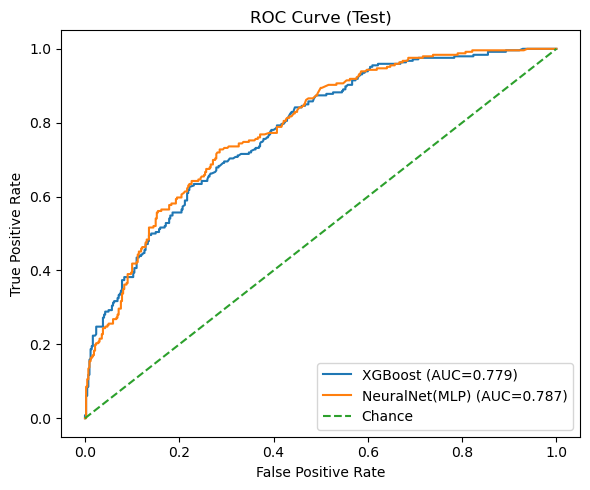 ROC Curve (Test)
True Positive Rate
1.0
0.8
0.6
0.4
0.2
0.0
XGBoost (AUC=0.779)
NeuralNet(MLP) (AUC=0.787)
Chance
0.0 0.2 0.4 0.6 0.8 1.0
False Positive Rate